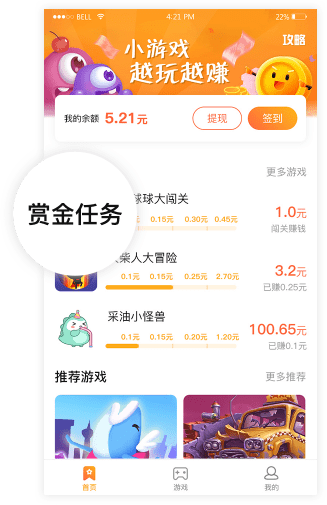 BELL 4:21 PM 22%
攻略
小游戏
越玩越赚
我的余额 5.21元 提现 签到
更多游戏
赏金任务
球球大闯关
0.15元 0.30元 0.45元
1.0元
闯关赚钱
柴人大冒险
0.1元 0.15元 0.25元 2.70元
3.2元
已赚0.25元
采油小怪兽
0.1元 0.15元 0.20元 1.20元
100.65元
已赚0.1元
推荐游戏 更多推荐
首页 游戏 我的